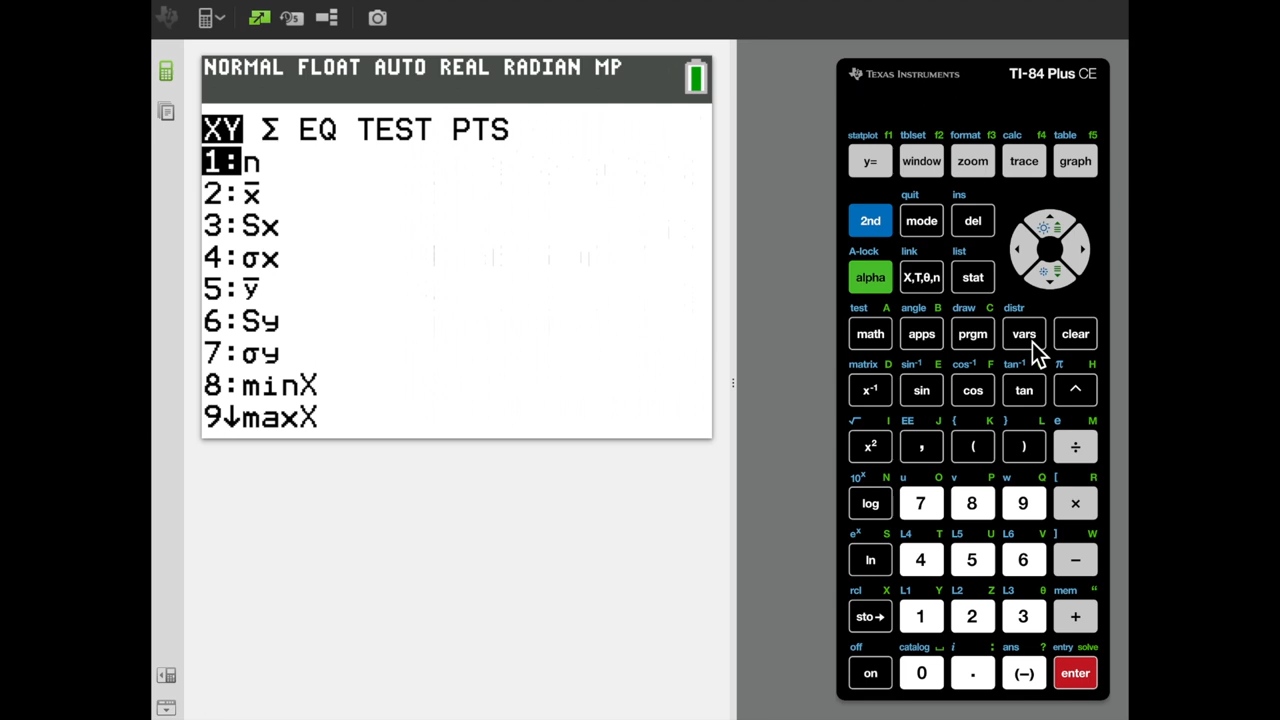 NORMAL FLOAT AUTO REAL RADIAN MP
XY Σ EQ TEST PTS
1:n
2:x̅
3:Sx
4:σx
5:y̅
6:Sy
7:σy
8:minX
9↓maxX
TEXAS INSTRUMENTS TI-84 Plus CE
statplot f1 tblset f2 format f3 calc f4 table f5
y= window zoom trace graph
quit ins
2nd mode del
A-lock link list
alpha X,T,θ,n stat
test A angle B draw C distr
math apps prgm vars clear
matrix D sin⁻¹ E cos⁻¹ F tan⁻¹ π H
x⁻¹ sin cos tan ^
√ I EE J { K } L e M
x² , ( ) ÷
10ˣ N u O v P w Q [ R
log 7 8 9 ×
eˣ S L4 T L5 U L6 V ] W
ln 4 5 6 −
rcl X L1 Y L2 Z L3 θ mem “
sto→ 1 2 3 +
off catalog ⎵ i : ans ? entry solve
on 0 . (−) enter